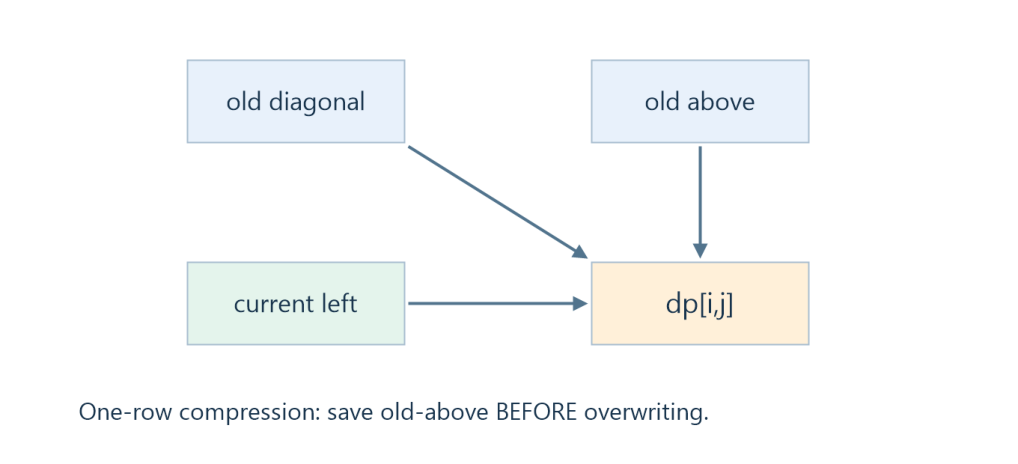 old diagonal
old above
current left
dp[i,j]
One-row compression: save old-above BEFORE overwriting.